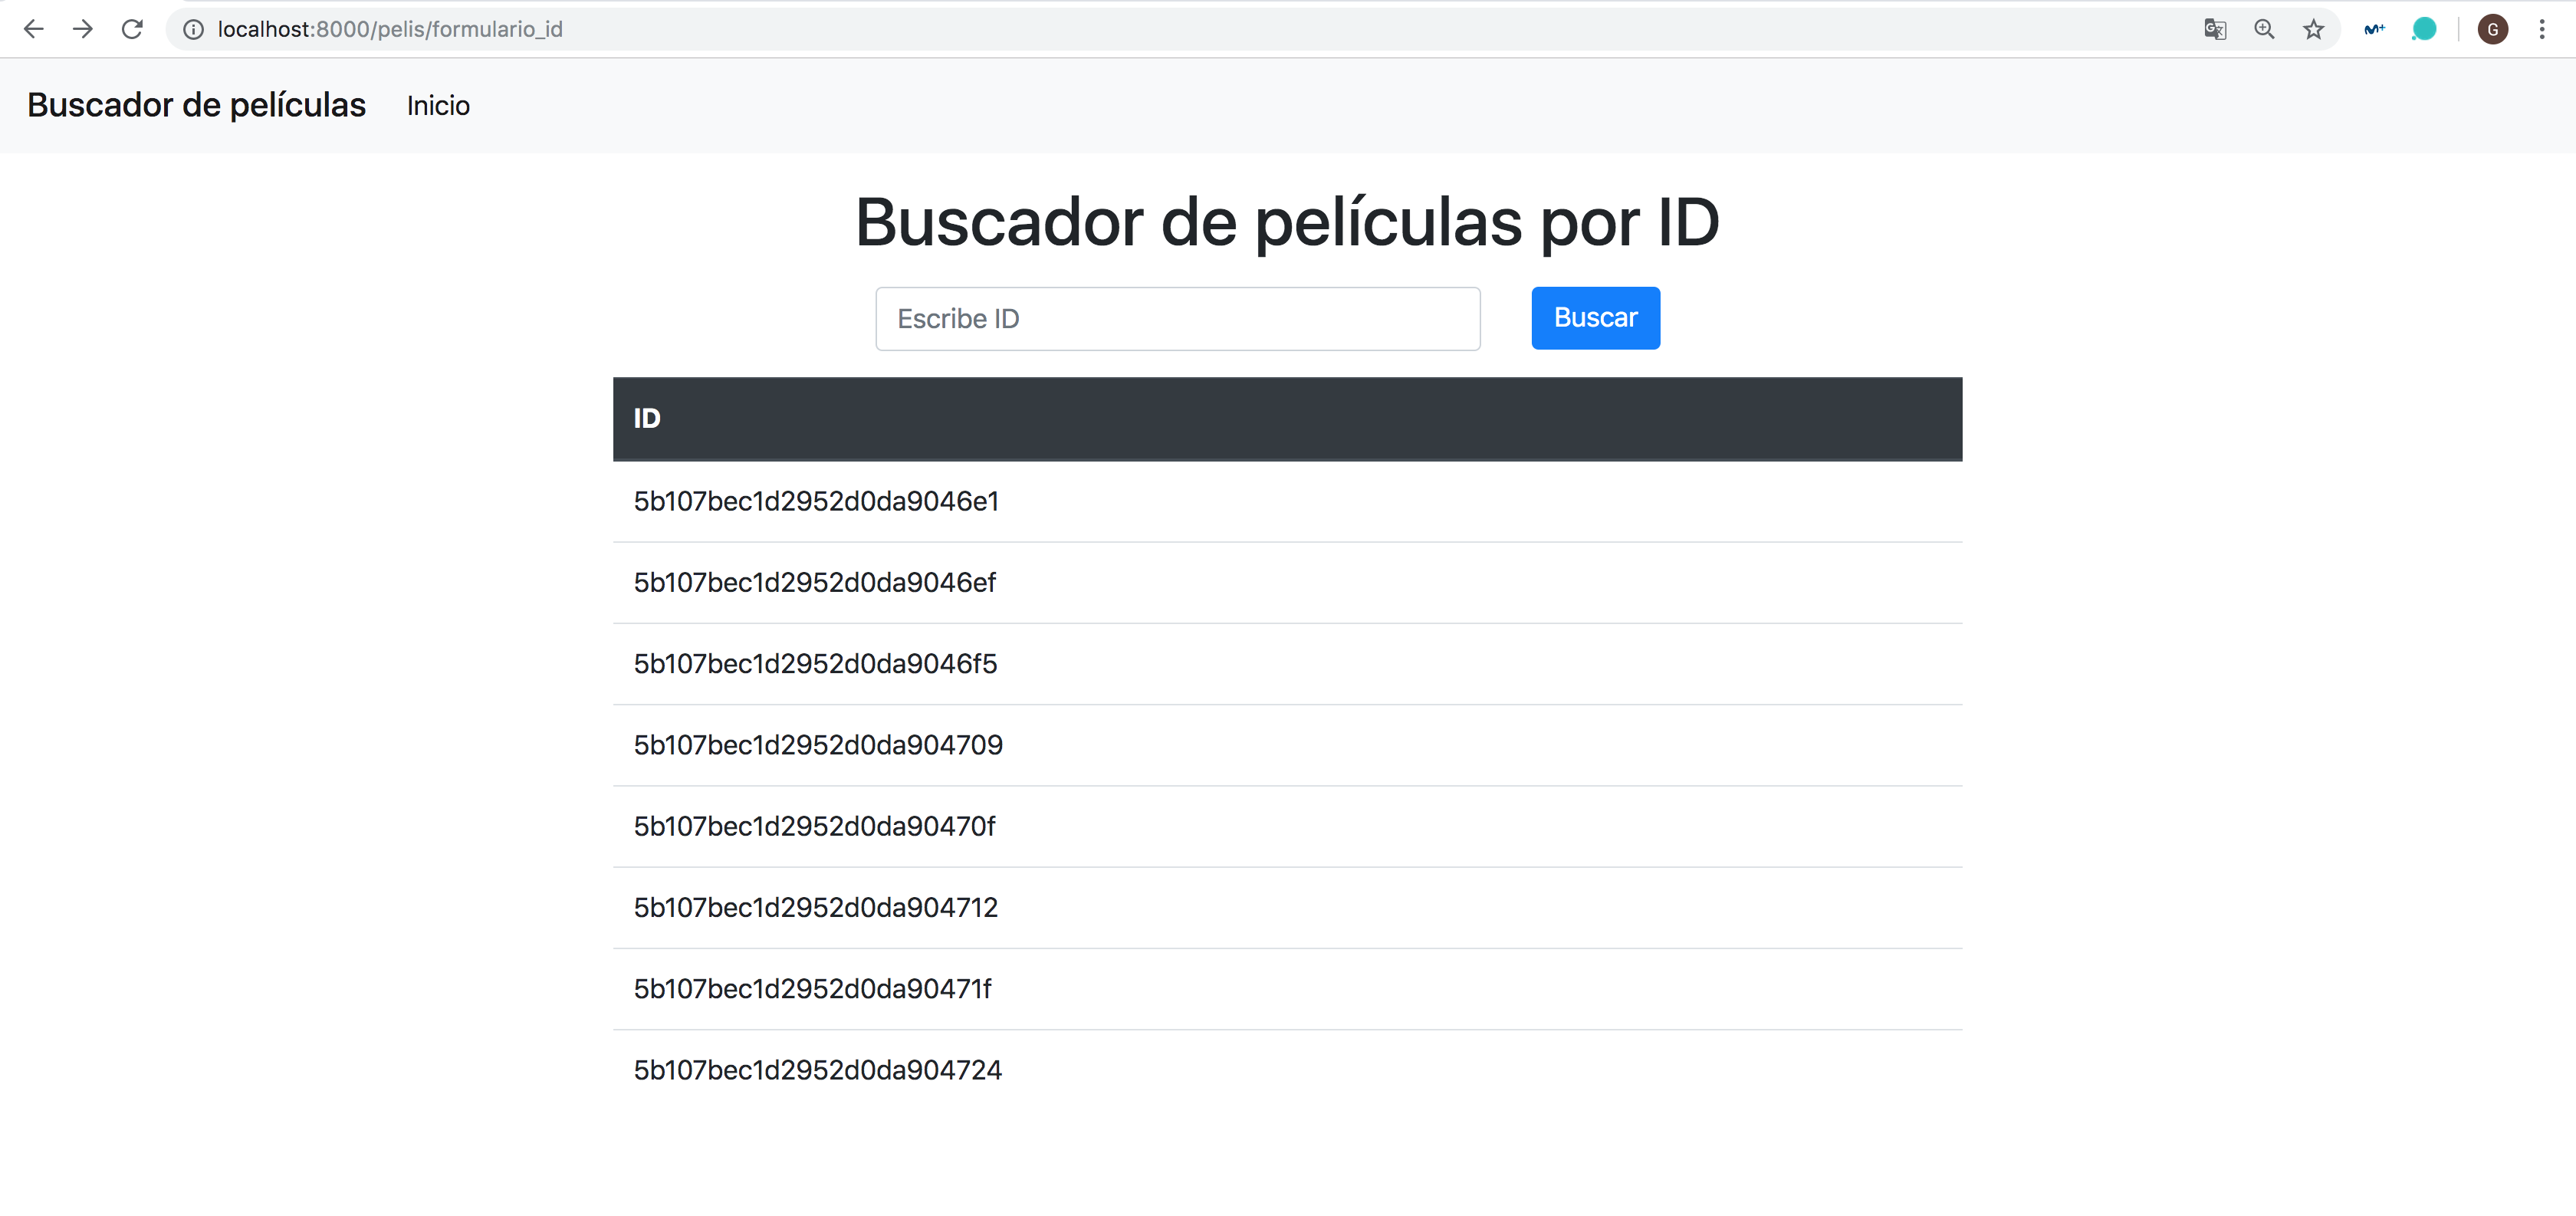 localhost:8000/pelis/formulario_id
G
Buscador de películas Inicio
Buscador de películas por ID
Escribe ID Buscar
ID
5b107bec1d2952d0da9046e1
5b107bec1d2952d0da9046ef
5b107bec1d2952d0da9046f5
5b107bec1d2952d0da904709
5b107bec1d2952d0da90470f
5b107bec1d2952d0da904712
5b107bec1d2952d0da90471f
5b107bec1d2952d0da904724